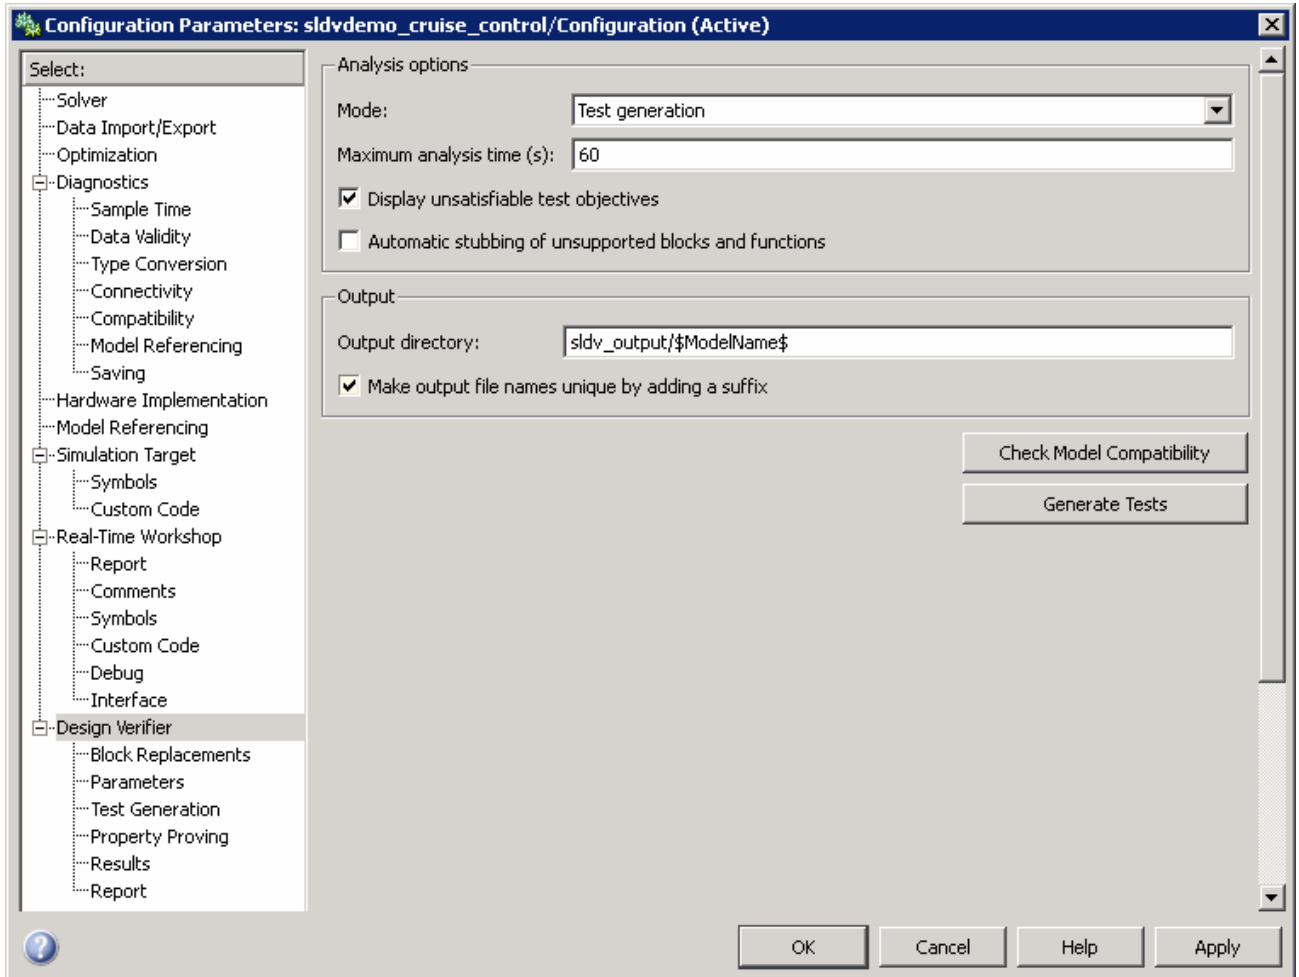 Configuration Parameters: sldvdemo_cruise_control/Configuration (Active)
Select:
Solver
Data Import/Export
Optimization
Diagnostics
Sample Time
Data Validity
Type Conversion
Connectivity
Compatibility
Model Referencing
Saving
Hardware Implementation
Model Referencing
Simulation Target
Symbols
Custom Code
Real-Time Workshop
Report
Comments
Symbols
Custom Code
Debug
Interface
Design Verifier
Block Replacements
Parameters
Test Generation
Property Proving
Results
Report
Analysis options
Mode: Test generation
Maximum analysis time (s): 60
Display unsatisfiable test objectives
Automatic stubbing of unsupported blocks and functions
Output
Output directory: sldv_output/$ModelName$
Make output file names unique by adding a suffix
Check Model Compatibility
Generate Tests
? OK Cancel Help Apply